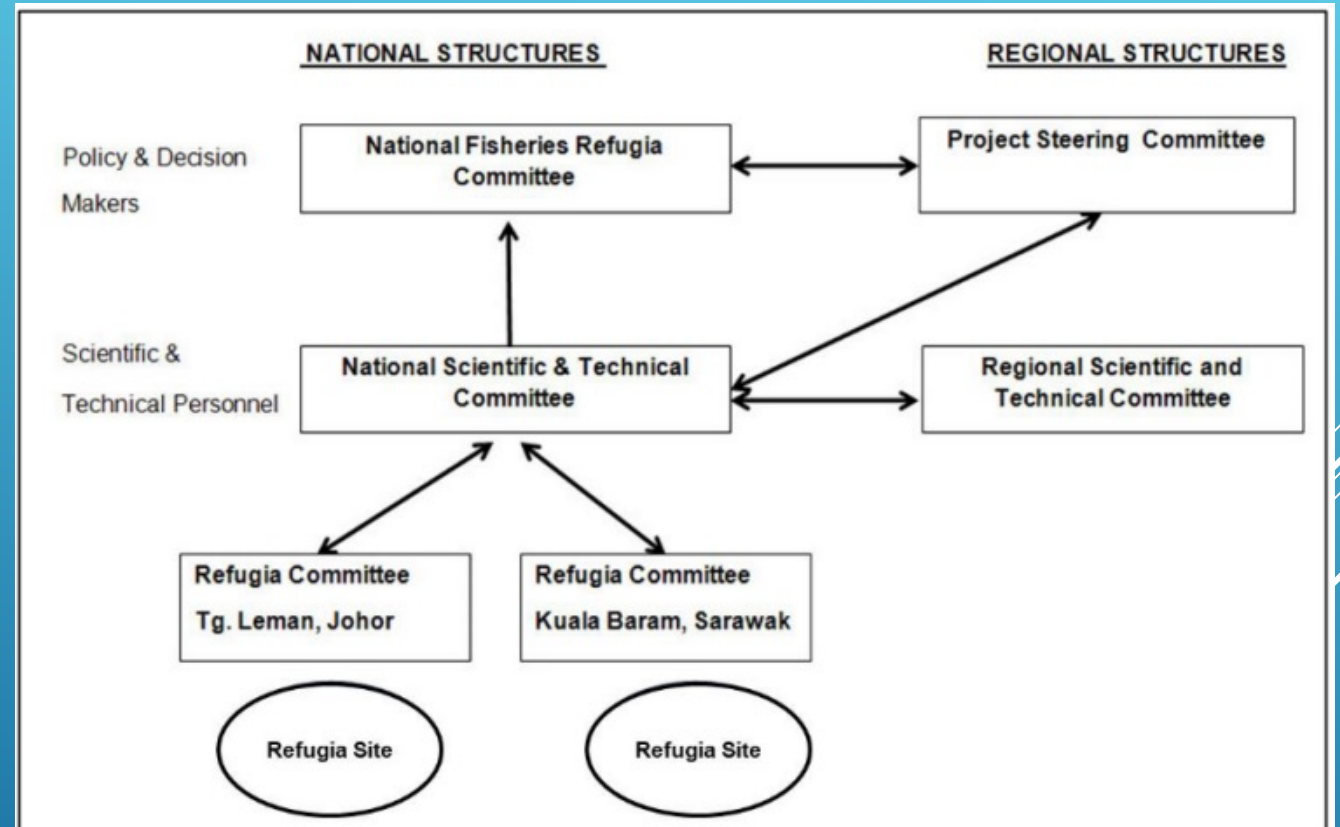 NATIONAL STRUCTURES
REGIONAL STRUCTURES
Policy & Decision
Makers
National Fisheries Refugia
Committee
Project Steering Committee
Scientific &
Technical Personnel
National Scientific & Technical
Committee
Regional Scientific and
Technical Committee
Refugia Committee
Tg. Leman, Johor
Refugia Committee
Kuala Baram, Sarawak
Refugia Site
Refugia Site